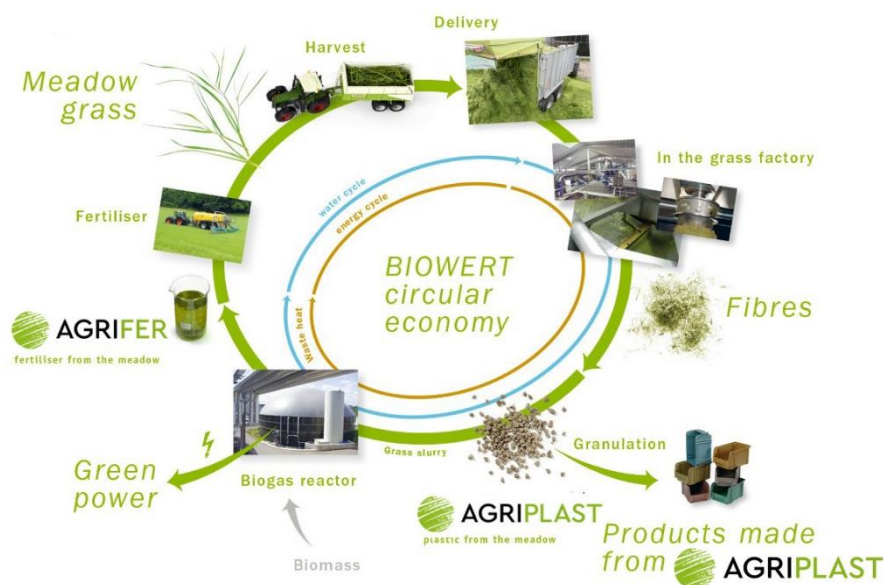 Delivery
Harvest
Meadow
grass
In the grass factory
water cycle
energy cycle
Fertiliser
BIOWERT
circular
economy
Fibres
AGRIFER
fertiliser from the meadow
Waste heat
Grass slurry
Granulation
Green
power
Biogas reactor
AGRIPLAST
plastic from the meadow
Products made
from AGRIPLAST
Biomass